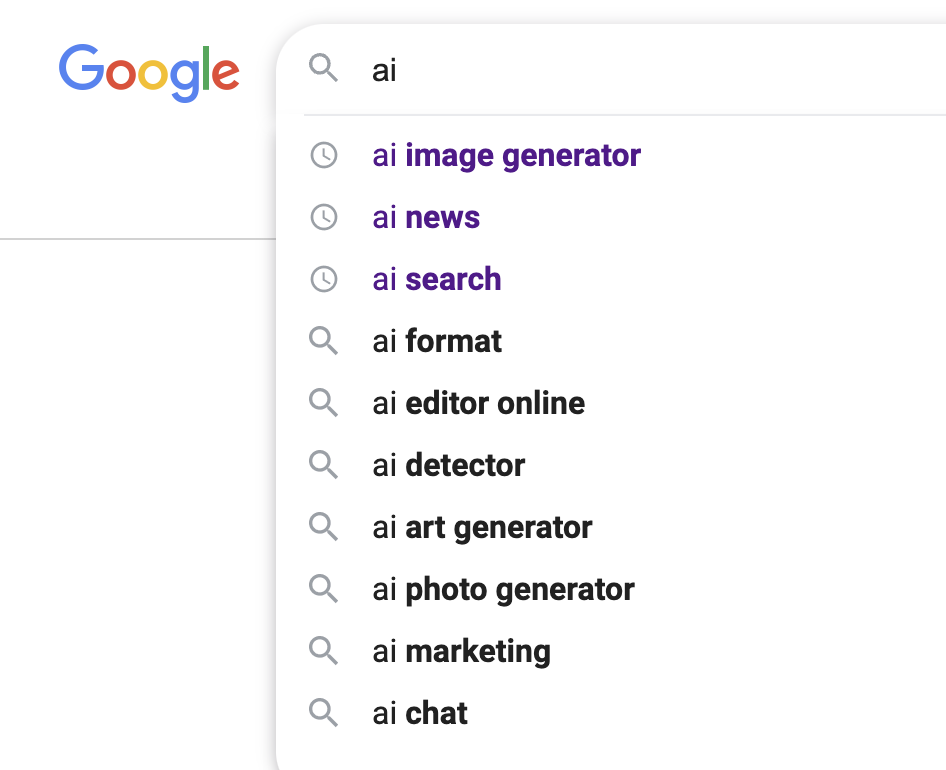 Google
ai
ai image generator
ai news
ai search
ai format
ai editor online
ai detector
ai art generator
ai photo generator
ai marketing
ai chat